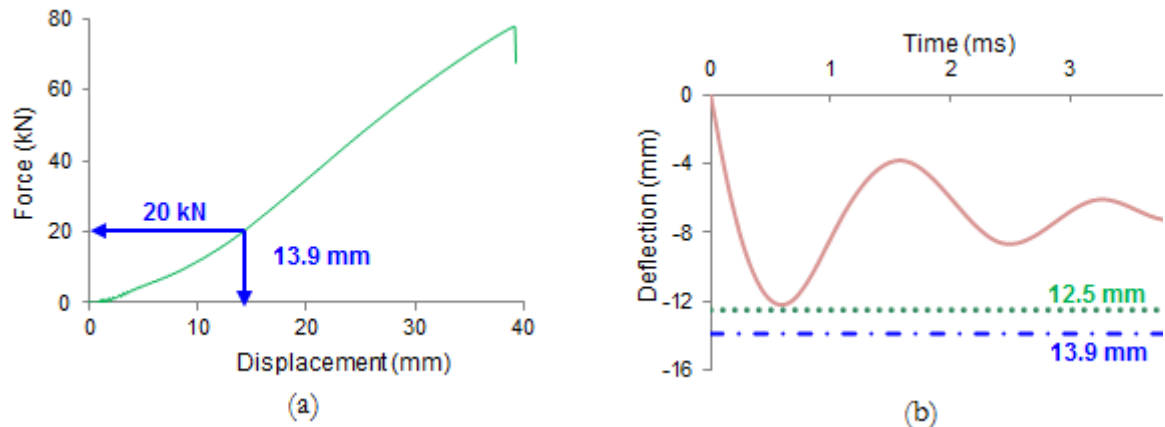 80
60
40
20
0
Force (kN)
20 kN
13.9 mm
0
10
20
30
40
Displacement (mm)
(a)
Time (ms)
0
1
2
3
0
-4
-8
-12
-16
Deflection (mm)
12.5 mm
13.9 mm
(b)